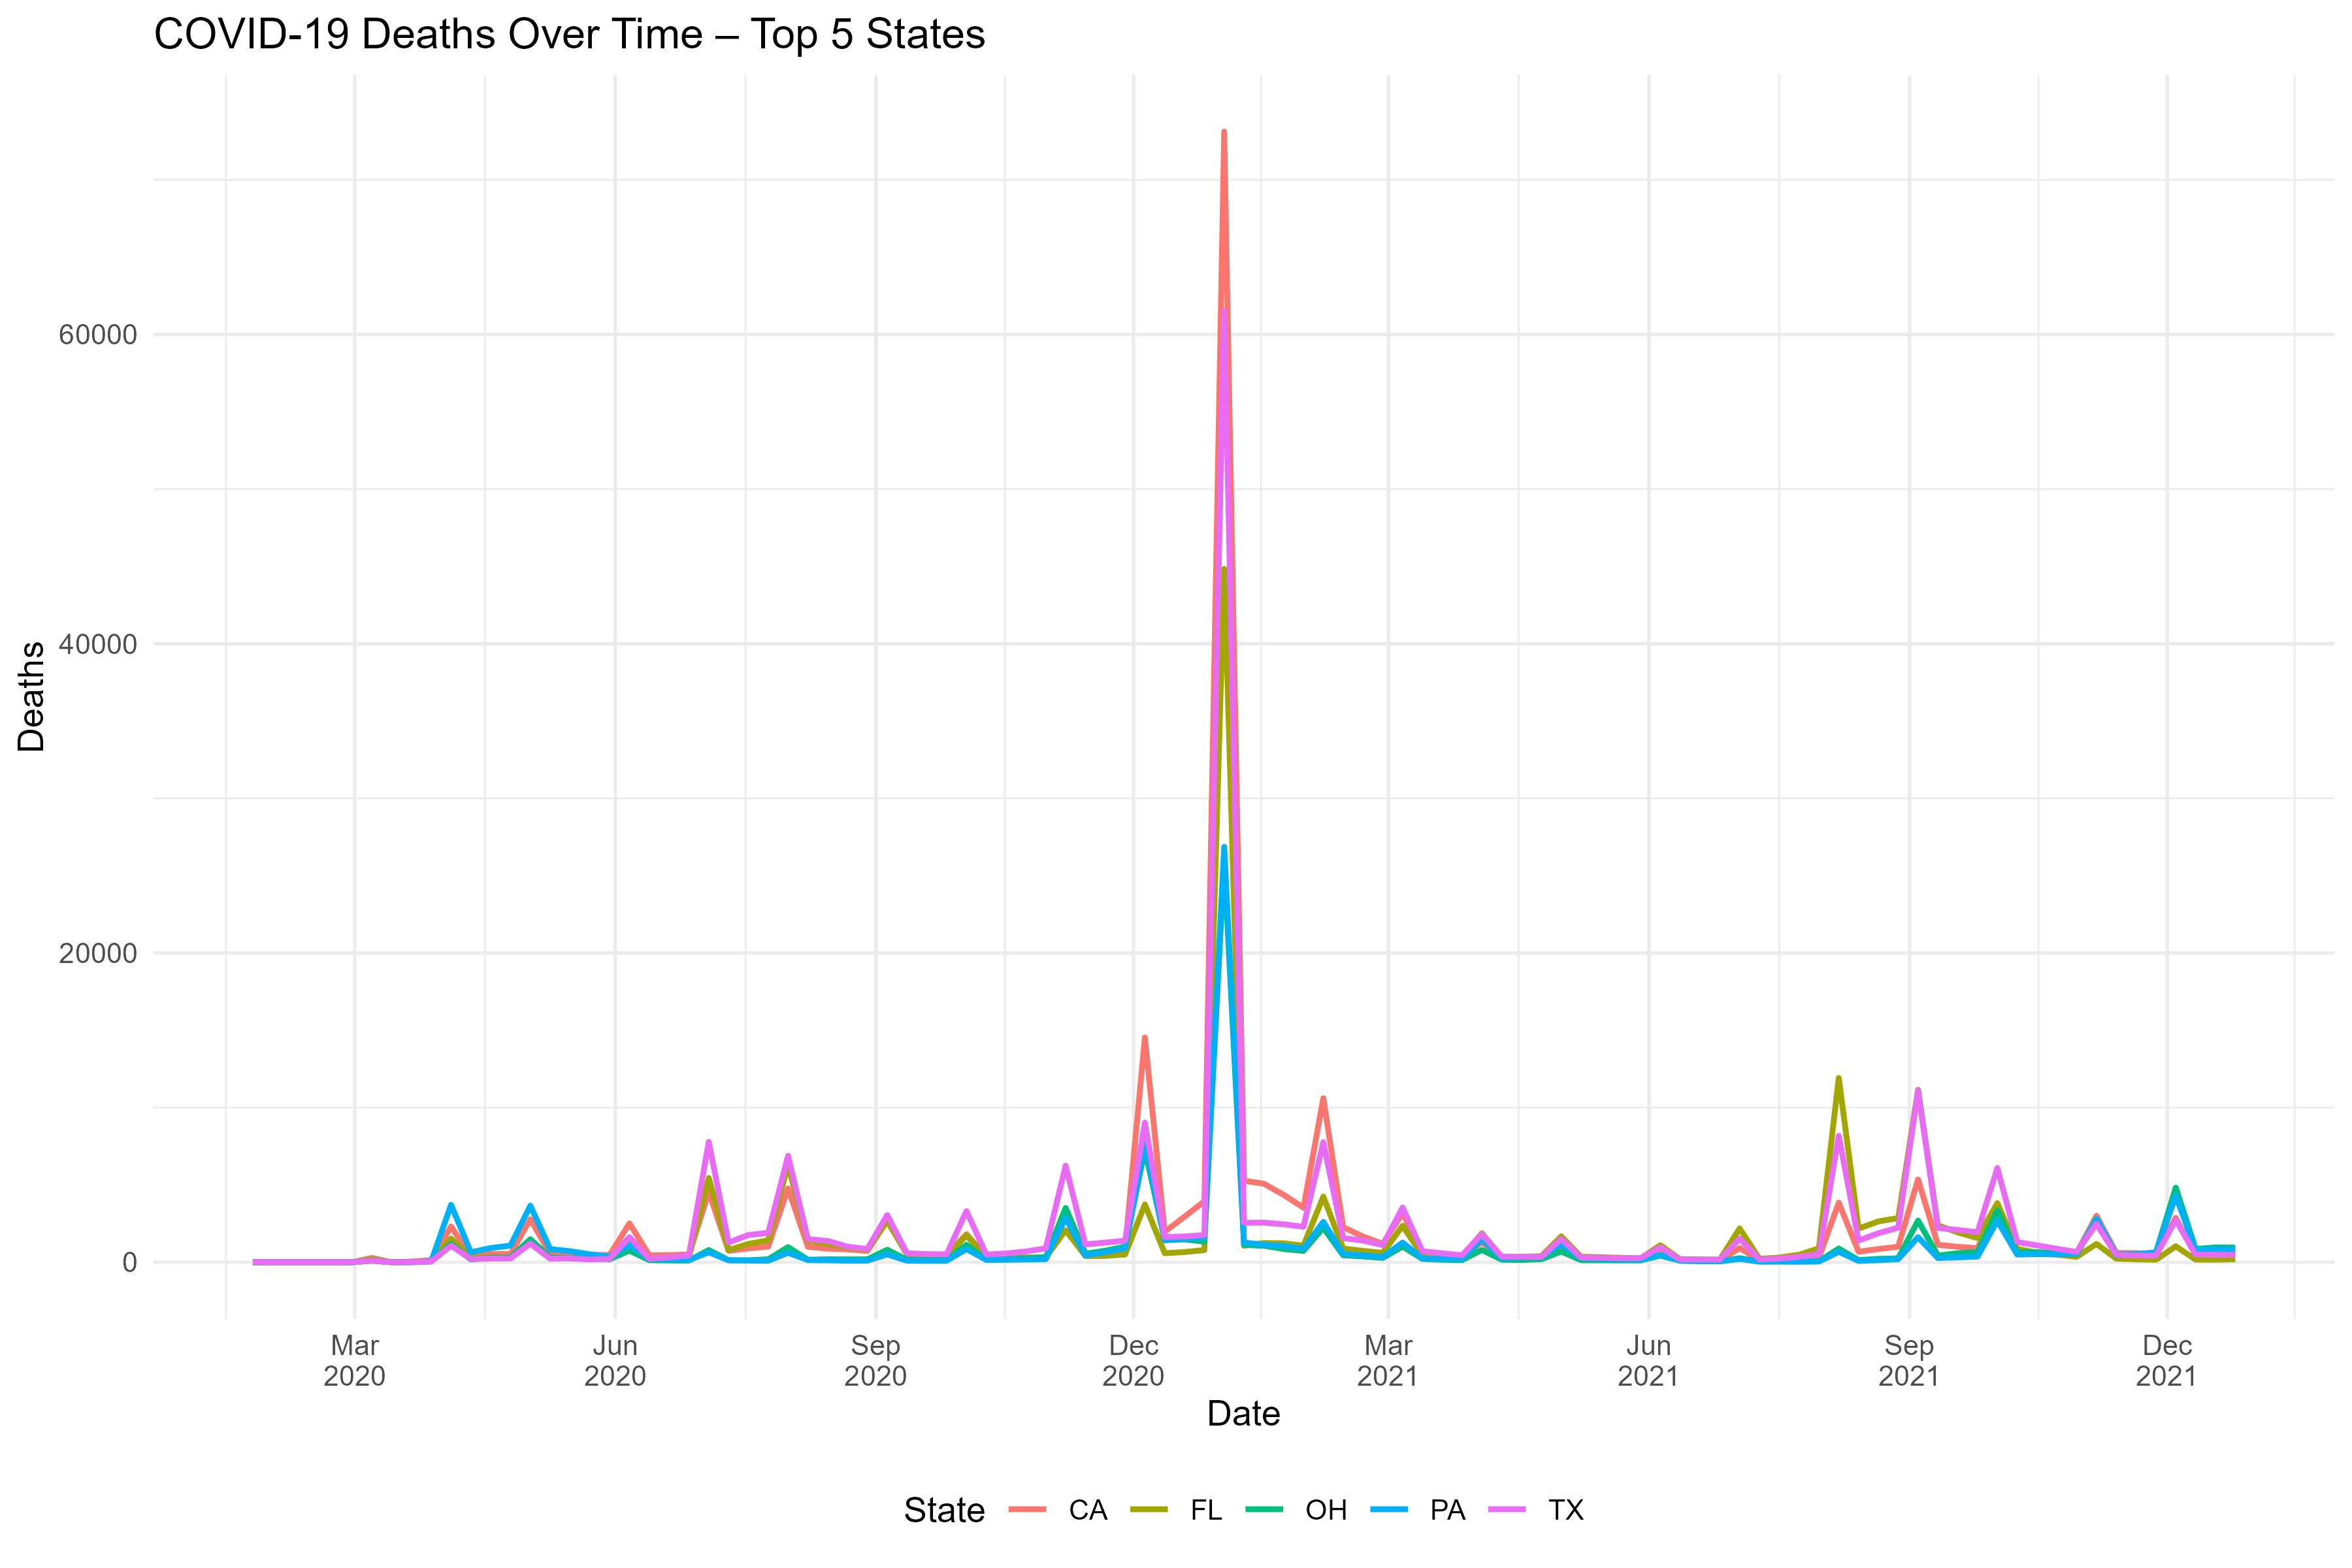 COVID-19 Deaths Over Time – Top 5 States
Deaths
60000
40000
20000
0
Mar
2020
Jun
2020
Sep
2020
Dec
2020
Mar
2021
Jun
2021
Sep
2021
Dec
2021
Date
State CA FL OH PA TX